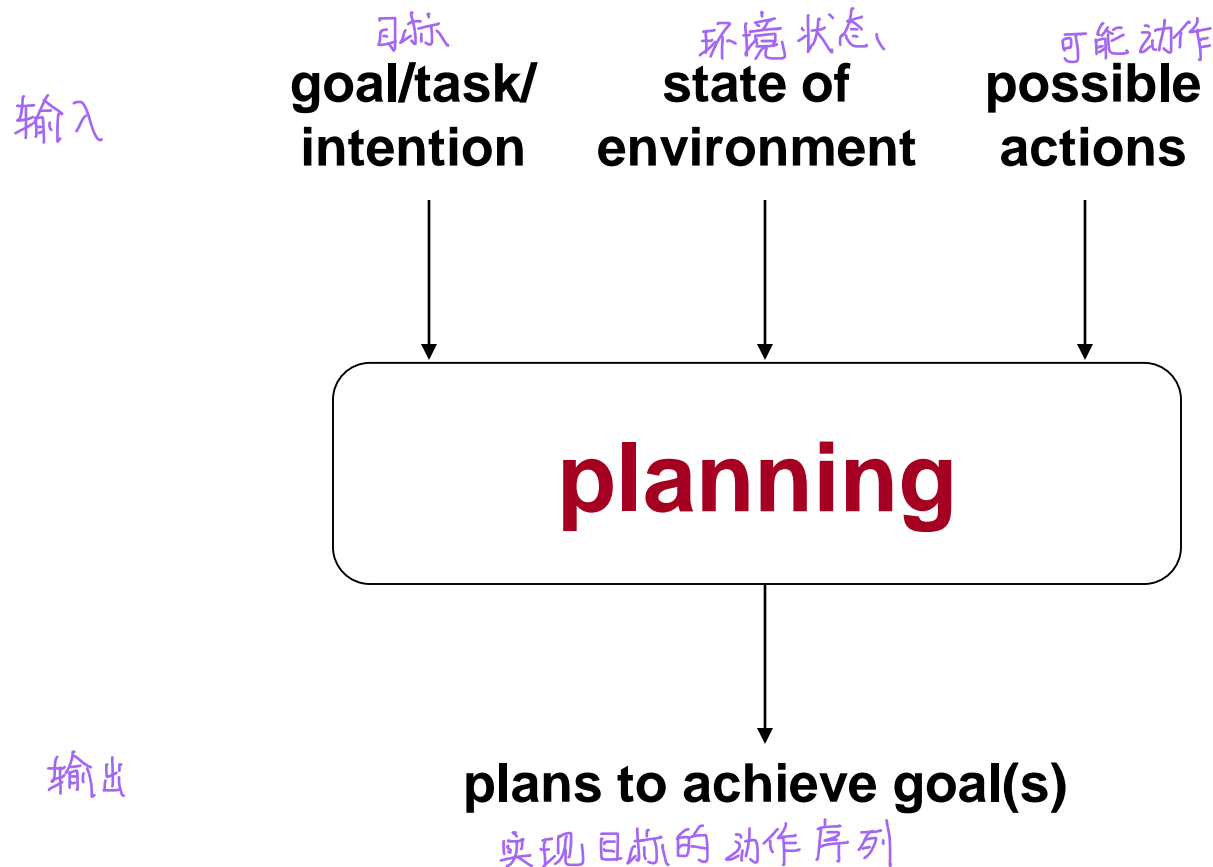 目标 环境状态 可能动作
输入
goal/task/ state of possible
intention environment actions
planning
输出
plans to achieve goal(s)
实现目标的动作序列